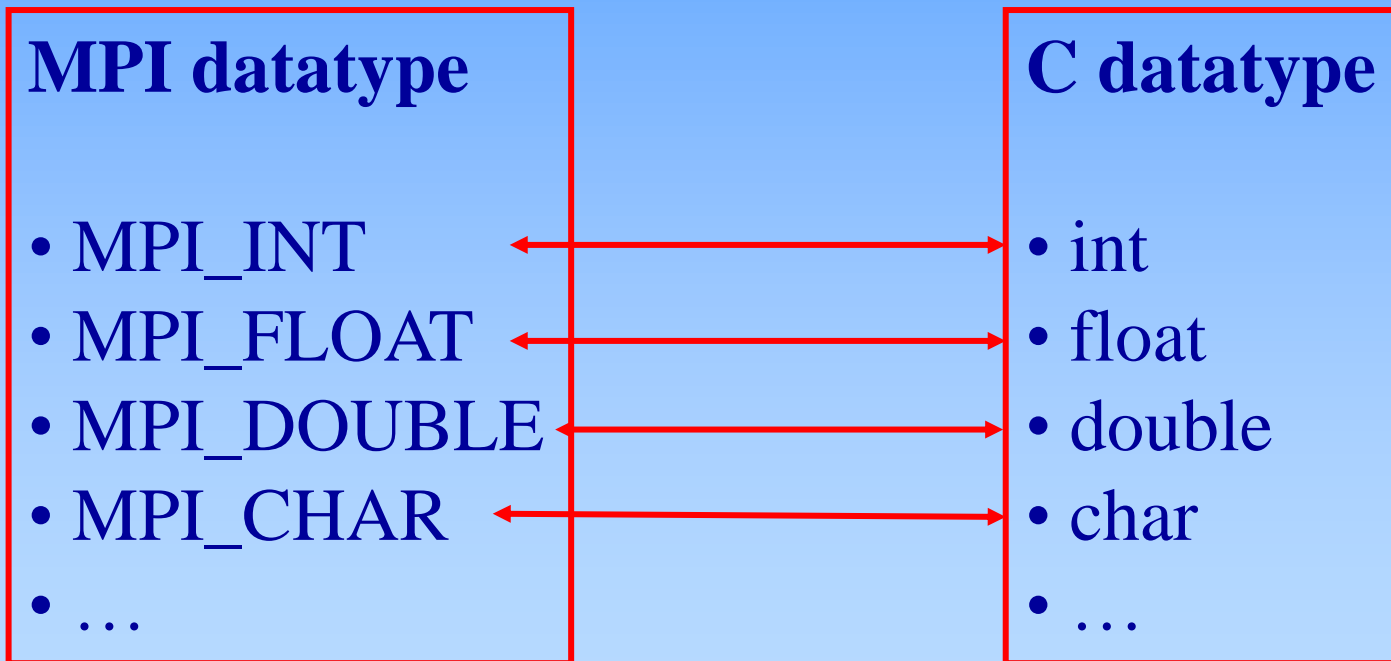 MPI datatype
• MPI_INT
• MPI_FLOAT
• MPI_DOUBLE
• MPI_CHAR
• …
C datatype
• int
• float
• double
• char
• …